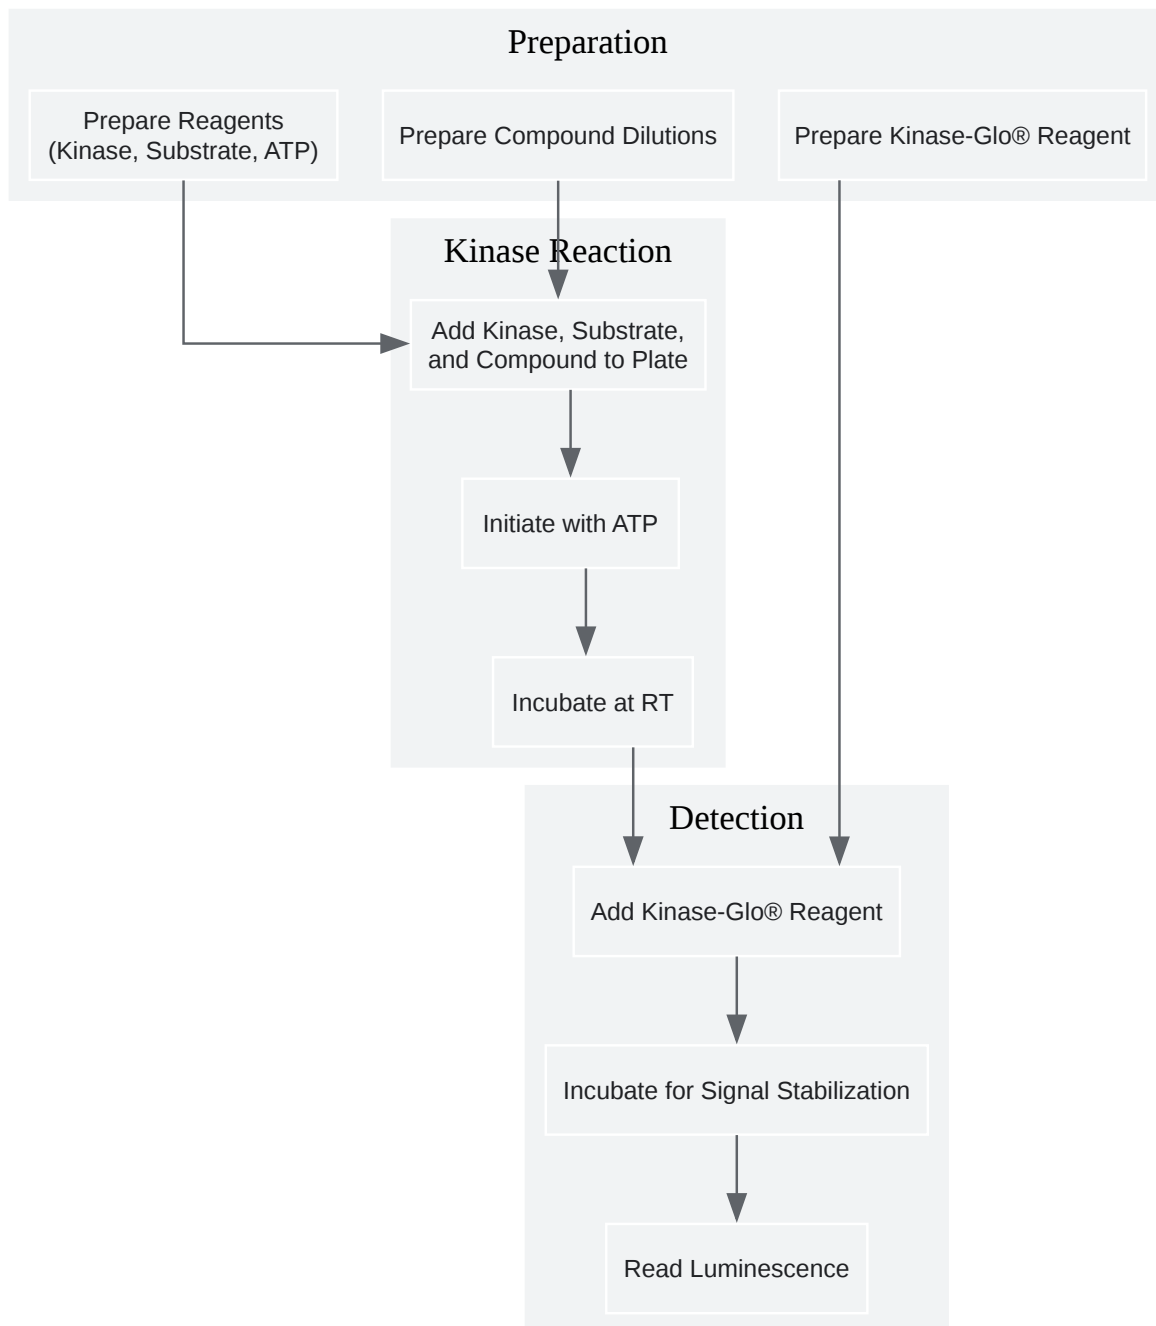 Preparation
Prepare Reagents
(Kinase, Substrate, ATP)
Prepare Compound Dilutions
Prepare Kinase-Glo® Reagent
Kinase Reaction
Add Kinase, Substrate,
and Compound to Plate
Initiate with ATP
Incubate at RT
Detection
Add Kinase-Glo® Reagent
Incubate for Signal Stabilization
Read Luminescence